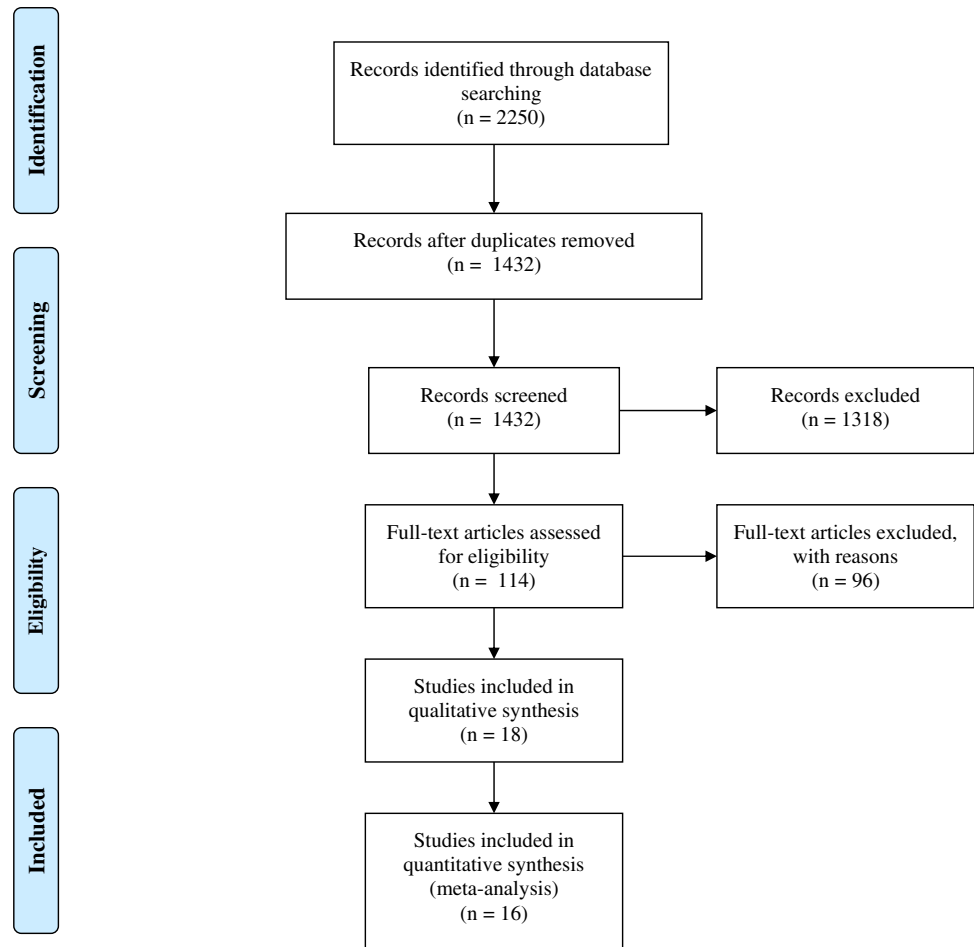 Identification
Records identified through database
searching
(n = 2250)
Records after duplicates removed
(n = 1432)
Screening
Records screened
(n = 1432)
Records excluded
(n = 1318)
Eligibility
Full-text articles assessed
for eligibility
(n = 114)
Full-text articles excluded,
with reasons
(n = 96)
Studies included in
qualitative synthesis
(n = 18)
Included
Studies included in
quantitative synthesis
(meta-analysis)
(n = 16)